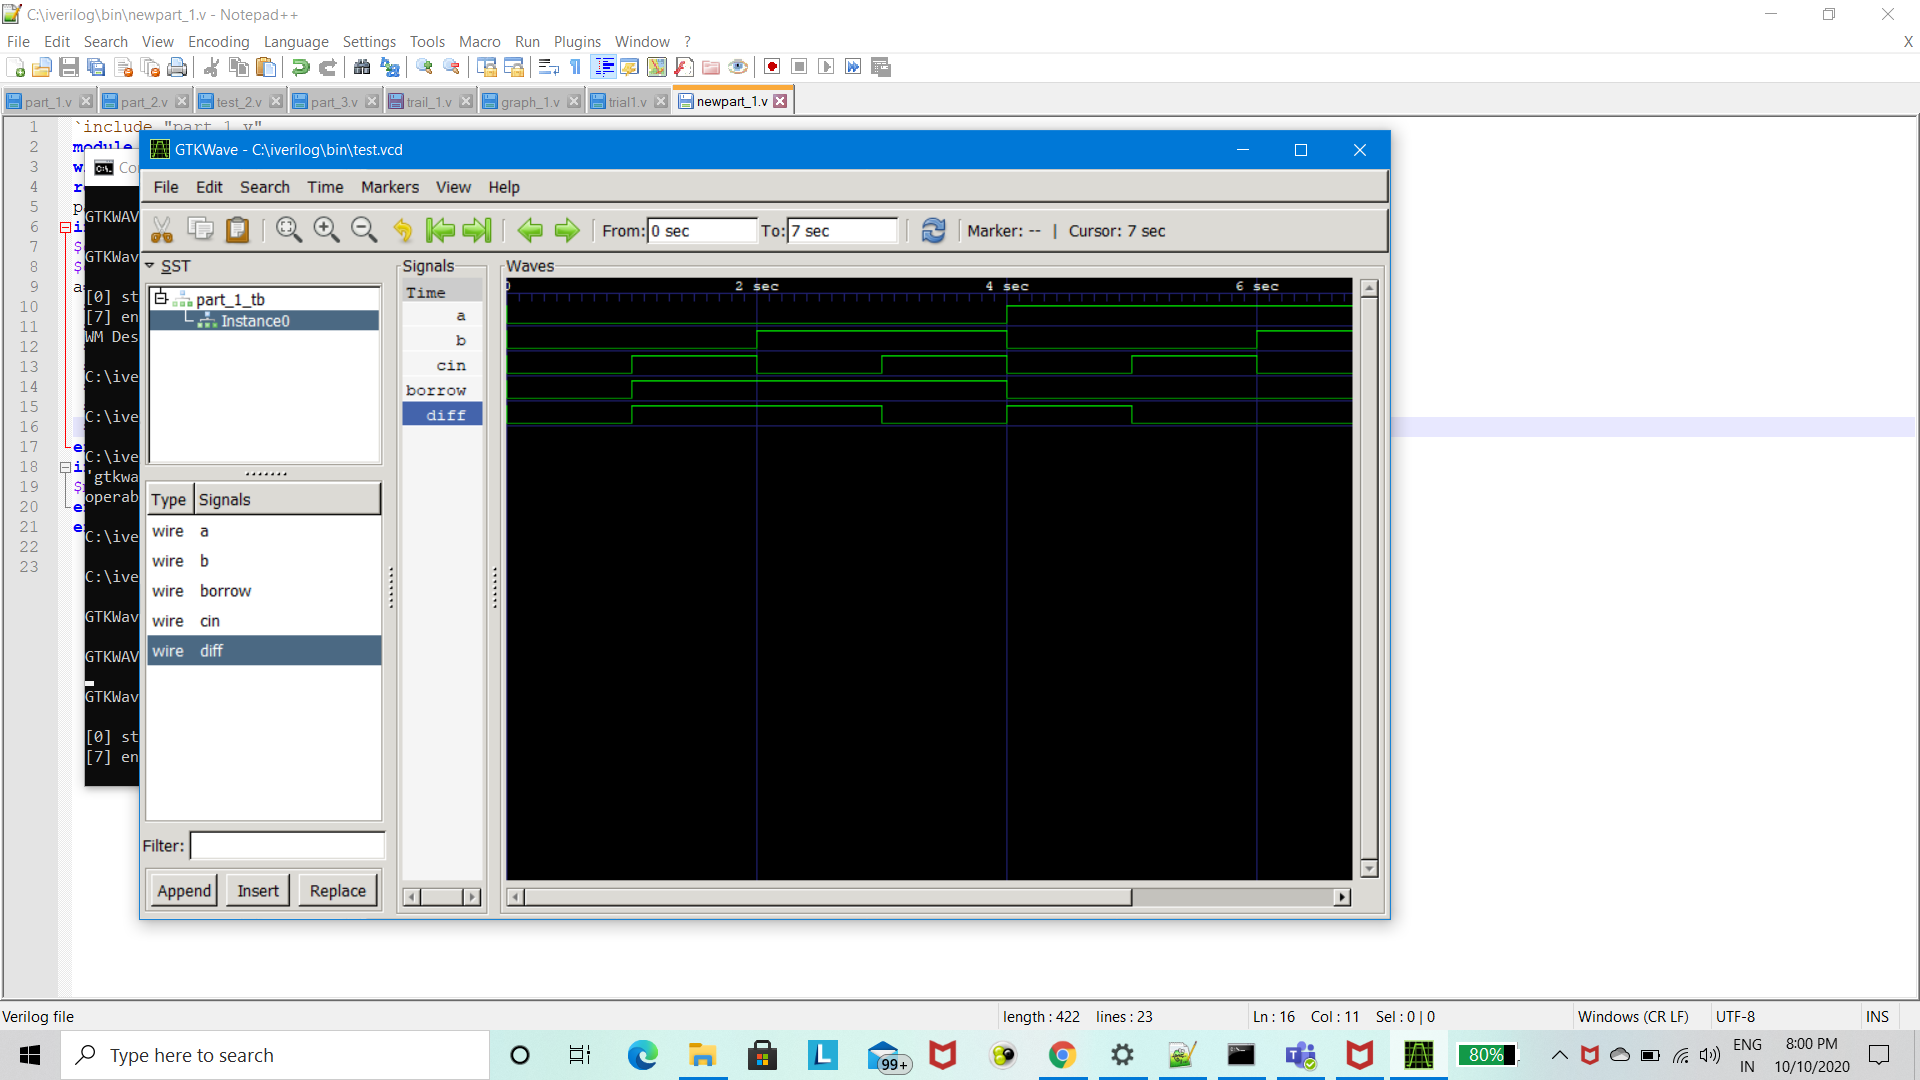 C:\iverilog\bin\newpart_1.v - Notepad++
File Edit Search View Encoding Language Settings Tools Macro Run Plugins Window ? X
part_1.v part_2.v test_2.v part_3.v trail_1.v graph_1.v trial1.v newpart_1.v
1 `include "part_1.v"
2 module
3 w
4 r
5 p
6 i
7 $
8 $
9 a
10
11
12
13
14
15
16
17 e
18 i
19 $
20 e
21 e
22
23
Co
GTKWAV
GTKWav
[0] st
[7] en
WM Des
C:\ive
C:\ive
C:\ive
'gtkwa
operab
C:\ive
C:\ive
GTKWav
GTKWAV
GTKWav
[0] st
[7] en
GTKWave - C:\iverilog\bin\test.vcd
File Edit Search Time Markers View Help
From: 0 sec To: 7 sec Marker: -- | Cursor: 7 sec
SST
part_1_tb
Instance0
Type Signals
wire a
wire b
wire borrow
wire cin
wire diff
Filter:
Append Insert Replace
Signals
Time
a
b
cin
borrow
diff
Waves
0 2 sec 4 sec 6 sec
Verilog file length : 422 lines : 23 Ln : 16 Col : 11 Sel : 0 | 0 Windows (CR LF) UTF-8 INS
Type here to search
L
99+
80%
ENG
IN
8:00 PM
10/10/2020